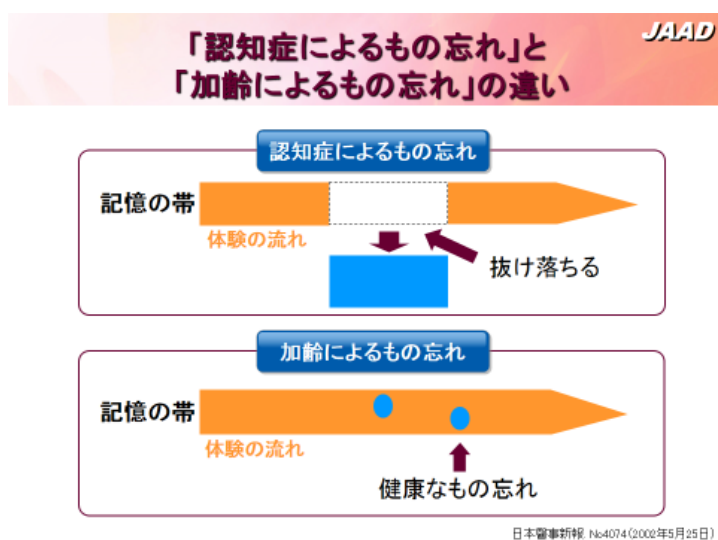 JAAD
「認知症によるもの忘れ」と
「加齢によるもの忘れ」の違い
認知症によるもの忘れ
記憶の帯
体験の流れ
抜け落ちる
加齢によるもの忘れ
記憶の帯
体験の流れ
健康なもの忘れ
日本醫事新報 No4074(2002年5月25日)